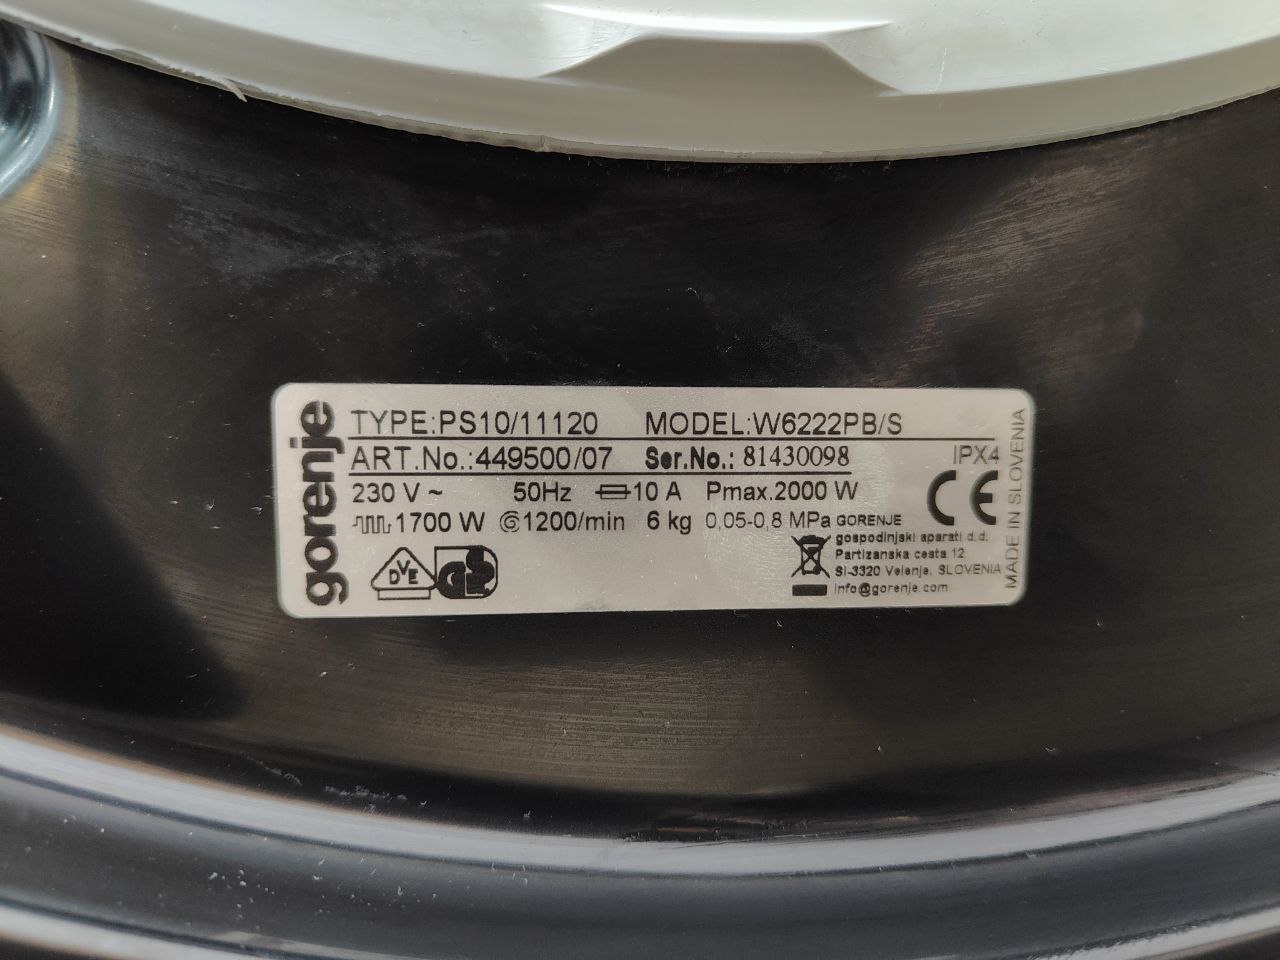 gorenje
TYPE:PS10/11120 MODEL:W6222PB/S
ART.No.:449500/07 Ser.No.: 81430098 IPX4
230 V ~ 50Hz 10 A Pmax.2000 W CE
1700 W 1200/min 6 kg 0,05-0,8 MPa GORENJE
gospodinjski aparati d.d.
Partizanska cesta 12
SI-3320 Velenje, SLOVENIA
info@gorenje.com
DVE GS
MADE IN SLOVENIA